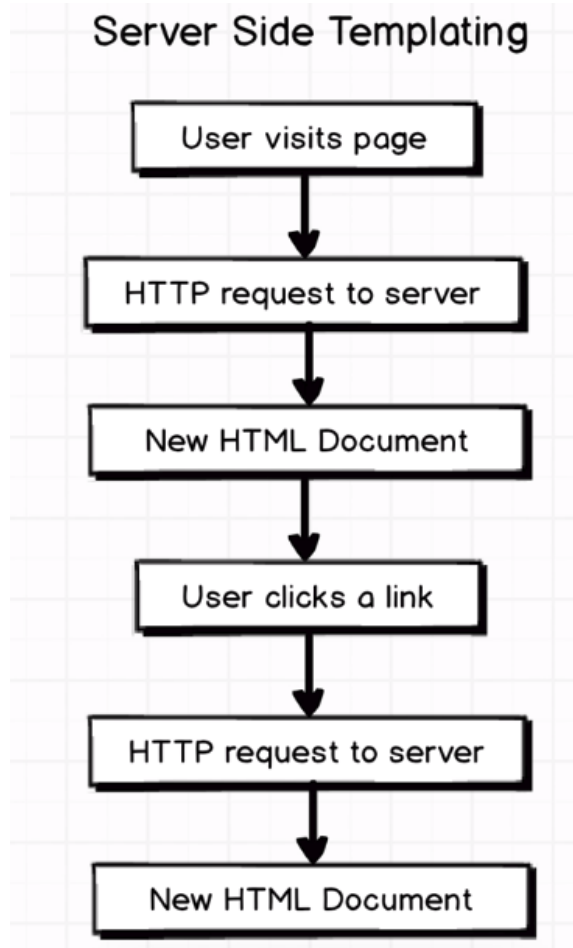 Server Side Templating
User visits page
HTTP request to server
New HTML Document
User clicks a link
HTTP request to server
New HTML Document